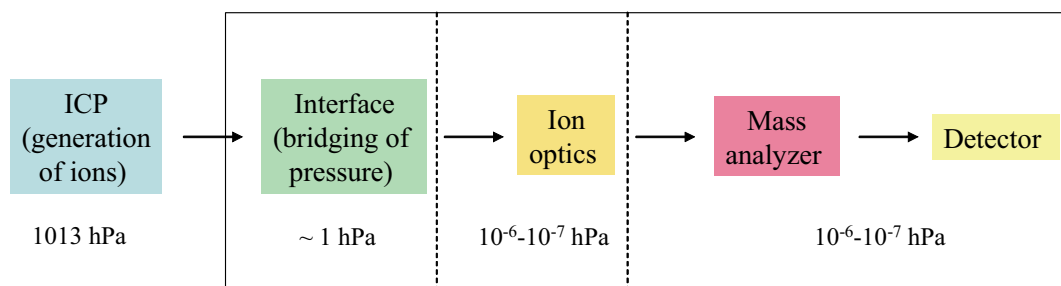 ICP
(generation
of ions)
Interface
(bridging of
pressure)
Ion
optics
Mass
analyzer
Detector
1013 hPa
~ 1 hPa
10⁻⁶-10⁻⁷ hPa
10⁻⁶-10⁻⁷ hPa